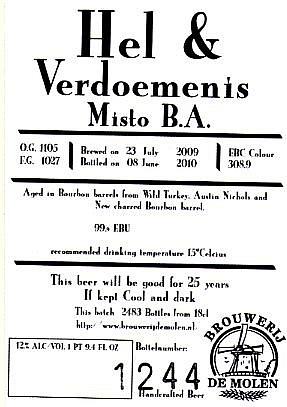 Hel &
Verdoemenis
Misto B.A.
O.G. 1105 Brewed on 23 July 2009 EBC Colour
F.G. 1027 Bottled on 08 June 2010 308.9
Aged in Bourbon barrels from Wild Turkey, Austin Nichols and
New charred Bourbon barrel.
99,8 EBU
recommended drinking temperature 15°Celcius
This beer will be good for 25 years
If kept Cool and dark
This batch 2483 Bottles from 18cl
http://www.brouwerijdemolen.nl
12% ALC/VOL 1 PT 9.4 FL OZ
Bottelnumber:
1244
Handcrafted Beer
BROUWERIJ
DE MOLEN